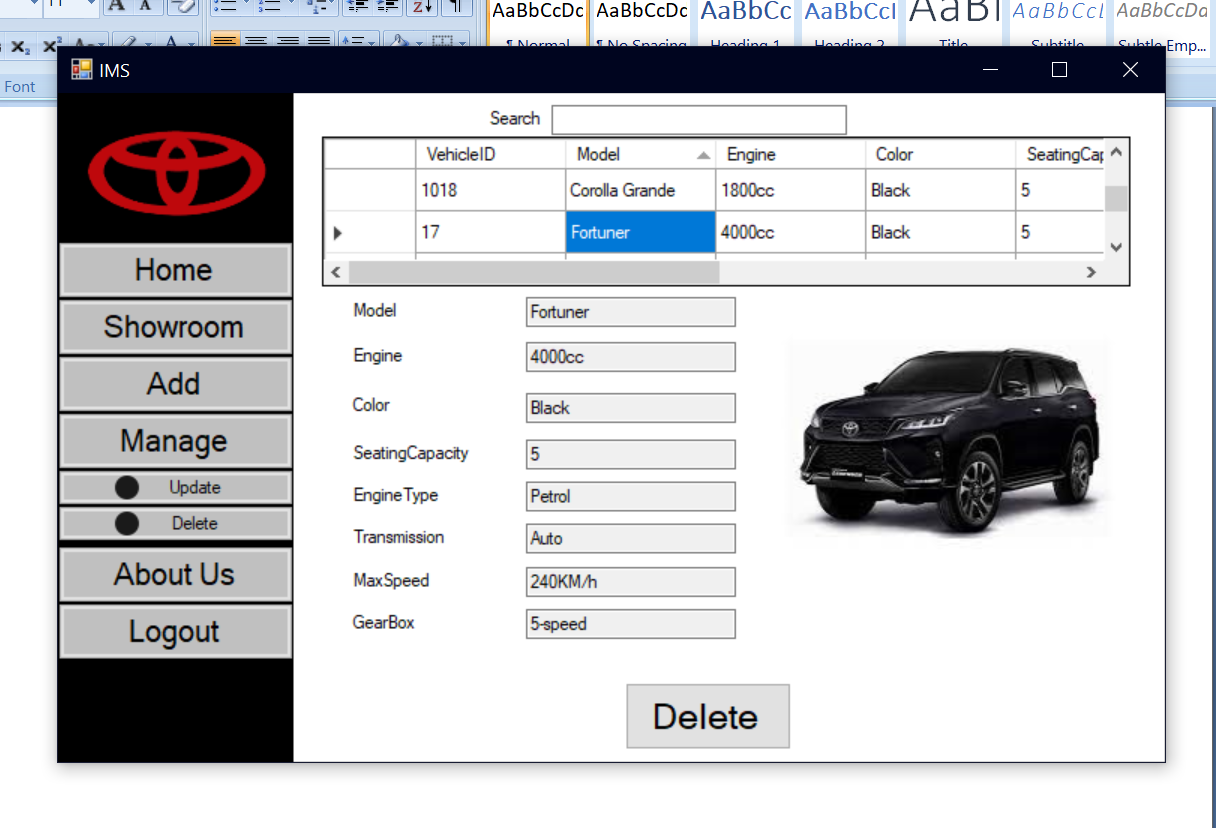 AaBbCcDc AaBbCcDc AaBbCc AaBbCcI AaBbCcL AaBbCcDa
¶ Normal ¶ No Spacing Heading 1 Heading 2 Title Subtitle Subtle Emp...
Font
IMS
Search
VehicleID Model Engine Color SeatingCap
1018 Corolla Grande 1800cc Black 5
17 Fortuner 4000cc Black 5
Home
Showroom
Add
Manage
Update
Delete
About Us
Logout
Model Fortuner
Engine 4000cc
Color Black
SeatingCapacity 5
EngineType Petrol
Transmission Auto
MaxSpeed 240KM/h
GearBox 5-speed
Delete